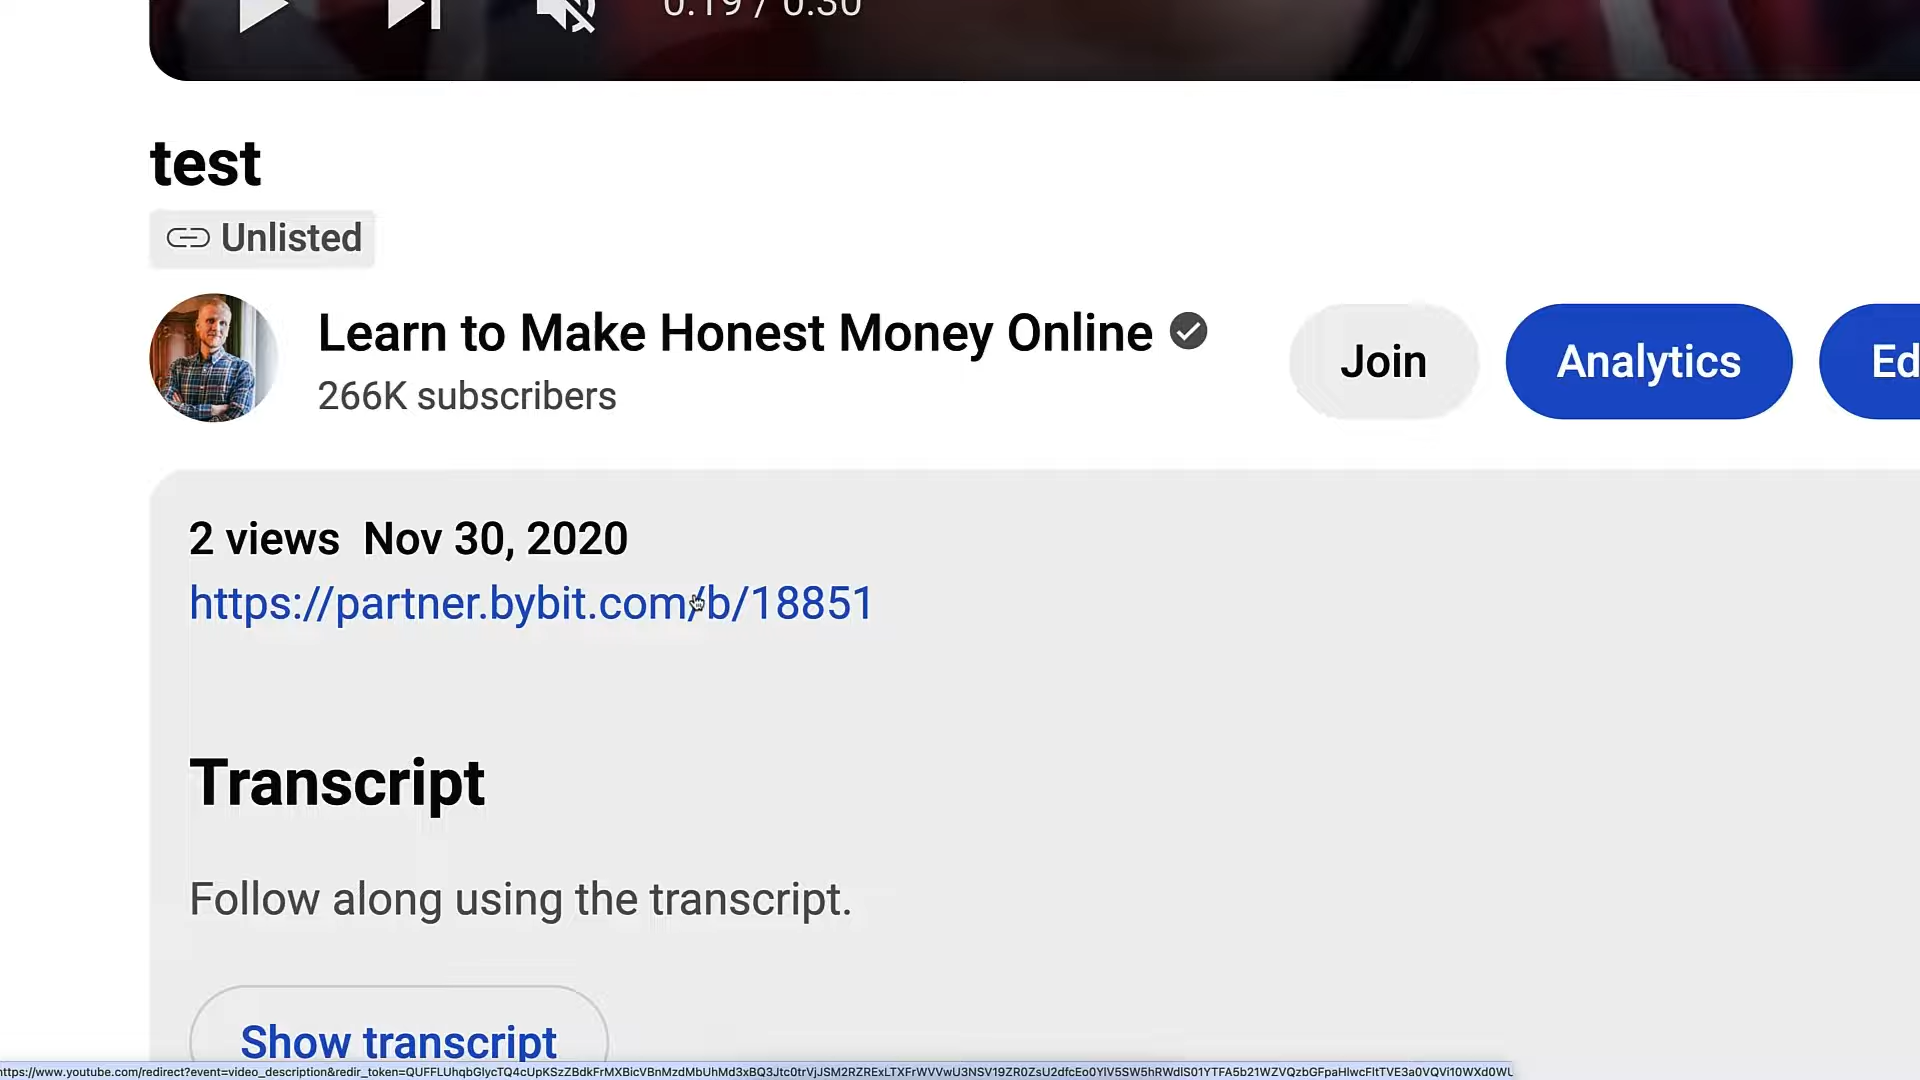 0:19 / 0:30
test
Unlisted
Learn to Make Honest Money Online
266K subscribers
Join
Analytics
Ed
2 views Nov 30, 2020
https://partner.bybit.com/b/18851
Transcript
Follow along using the transcript.
Show transcript